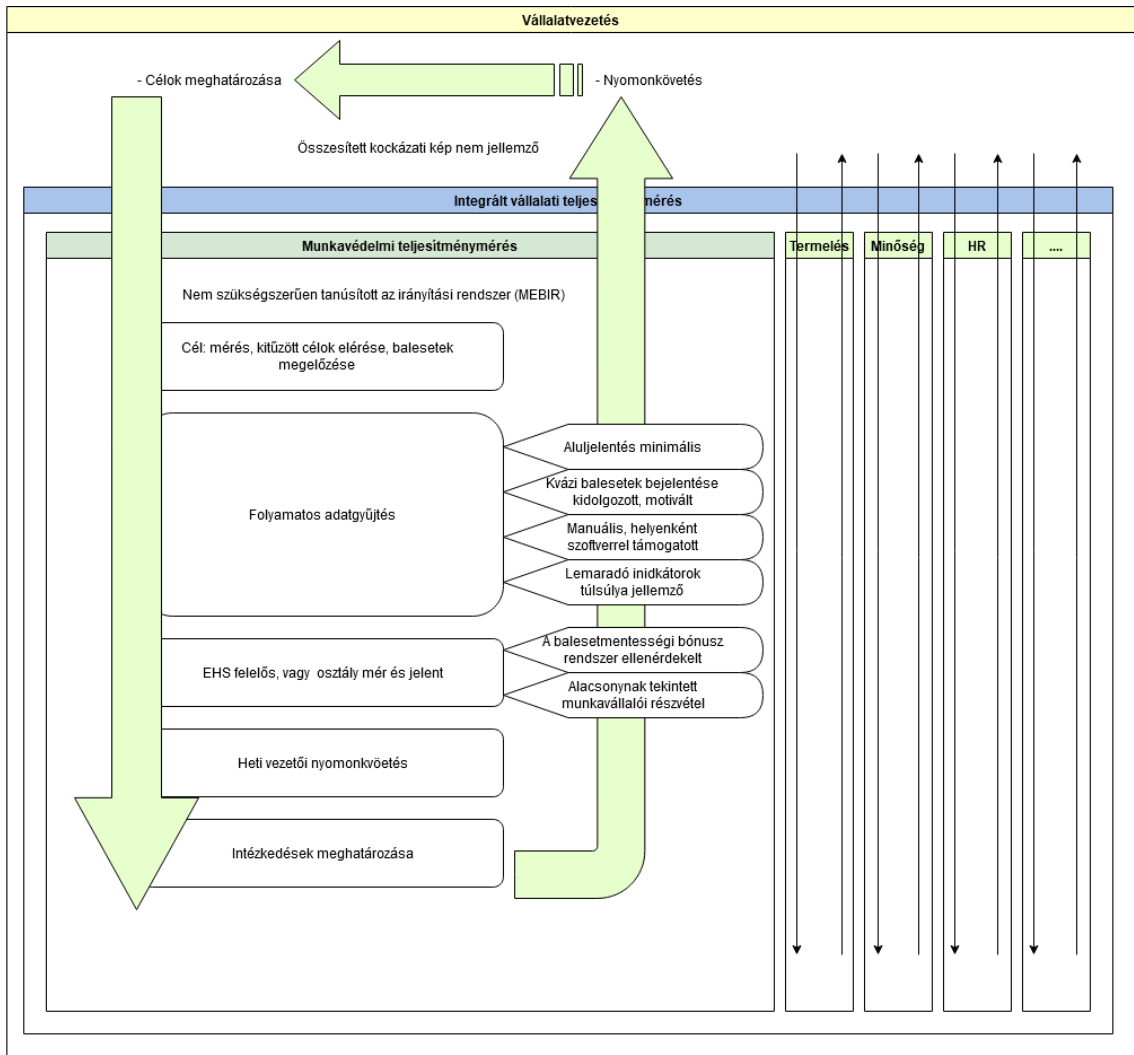 Vállalatvezetés
- Célok meghatározása
- Nyomonkövetés
Összesített kockázati kép nem jellemző
Integrált vállalati teljes mérés
Munkavédelmi teljesítménymérés
Termelés
Minőség
HR
....
Nem szükségszerűen tanúsított az irányítási rendszer (MEBIR)
Cél: mérés, kitűzött célok elérése, balesetek
megelőzése
Folyamatos adatgyűjtés
Aluljelentés minimális
Kvázi balesetek bejelentése
kidolgozott, motivált
Manuális, helyenként
szoftverrel támogatott
Lemaradó inidkátorok
túlsúlya jellemző
EHS felelős, vagy osztály mér és jelent
A balesetmentességi bónusz
rendszer ellenérdekelt
Alacsonynak tekintett
munkavállalói részvétel
Heti vezetői nyomonkvöetés
Intézkedések meghatározása